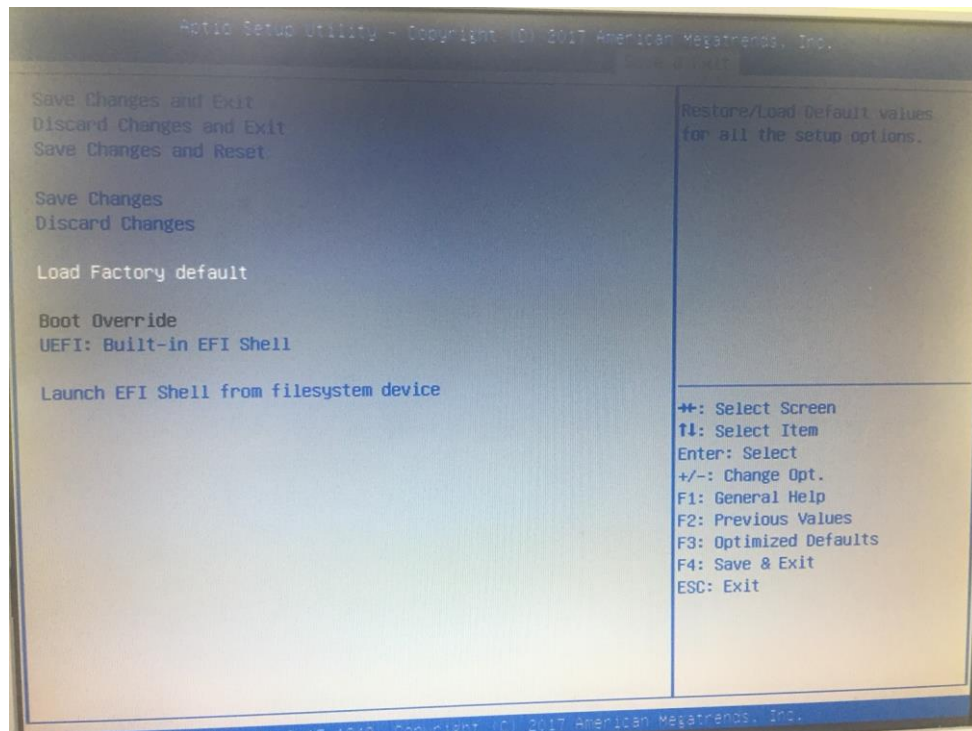 Aptio Setup Utility - Copyright (C) 2017 American Megatrends, Inc.
Save Changes and Exit
Discard Changes and Exit
Save Changes and Reset
Save Changes
Discard Changes
Load Factory default
Boot Override
UEFI: Built-in EFI Shell
Launch EFI Shell from filesystem device
Restore/Load Default values
for all the setup options.
→←: Select Screen
↑↓: Select Item
Enter: Select
+/-: Change Opt.
F1: General Help
F2: Previous Values
F3: Optimized Defaults
F4: Save & Exit
ESC: Exit
Copyright (C) 2017 American Megatrends, Inc.